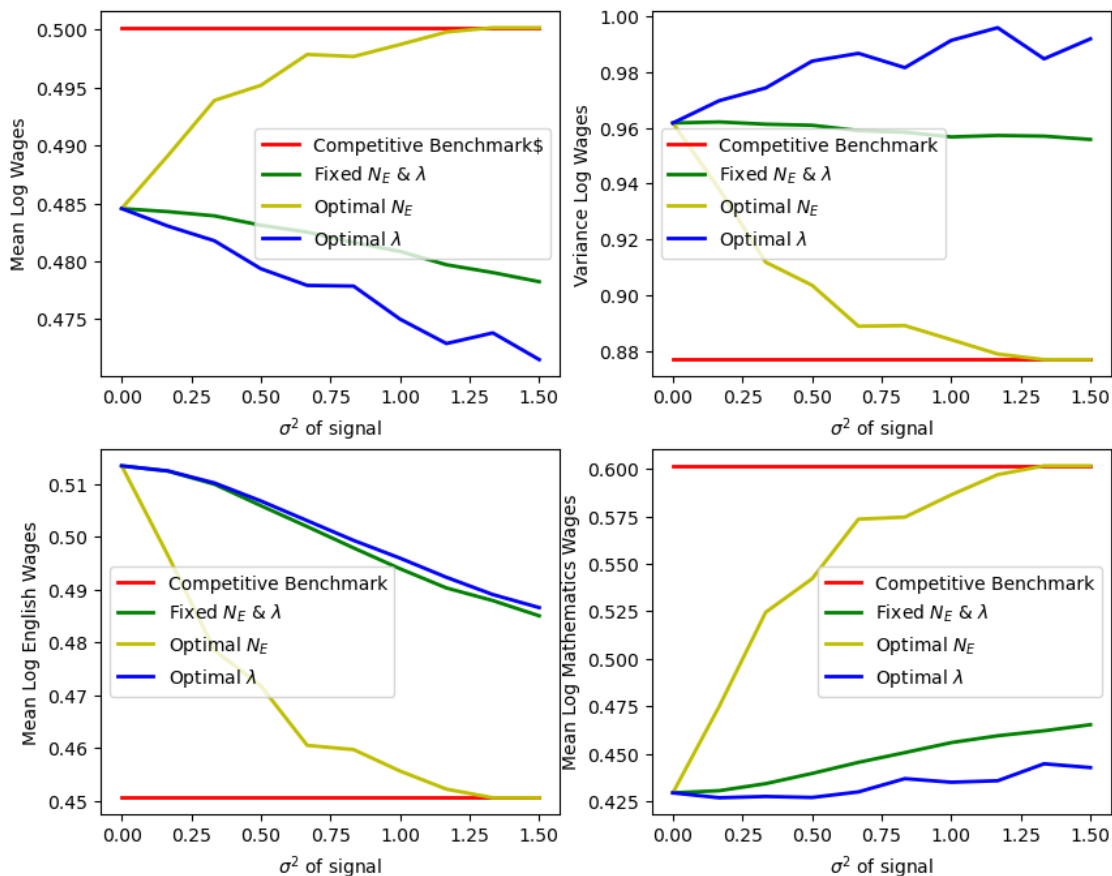 Mean Log Wages
0.500
0.495
0.490
0.485
0.480
0.475
Competitive Benchmark$
Fixed N_E & λ
Optimal N_E
Optimal λ
0.00 0.25 0.50 0.75 1.00 1.25 1.50
σ² of signal
Variance Log Wages
1.00
0.98
0.96
0.94
0.92
0.90
0.88
Competitive Benchmark
Fixed N_E & λ
Optimal N_E
Optimal λ
0.00 0.25 0.50 0.75 1.00 1.25 1.50
σ² of signal
Mean Log English Wages
0.51
0.50
0.49
0.48
0.47
0.46
0.45
Competitive Benchmark
Fixed N_E & λ
Optimal N_E
Optimal λ
0.00 0.25 0.50 0.75 1.00 1.25 1.50
σ² of signal
Mean Log Mathematics Wages
0.600
0.575
0.550
0.525
0.500
0.475
0.450
0.425
Competitive Benchmark
Fixed N_E & λ
Optimal N_E
Optimal λ
0.00 0.25 0.50 0.75 1.00 1.25 1.50
σ² of signal